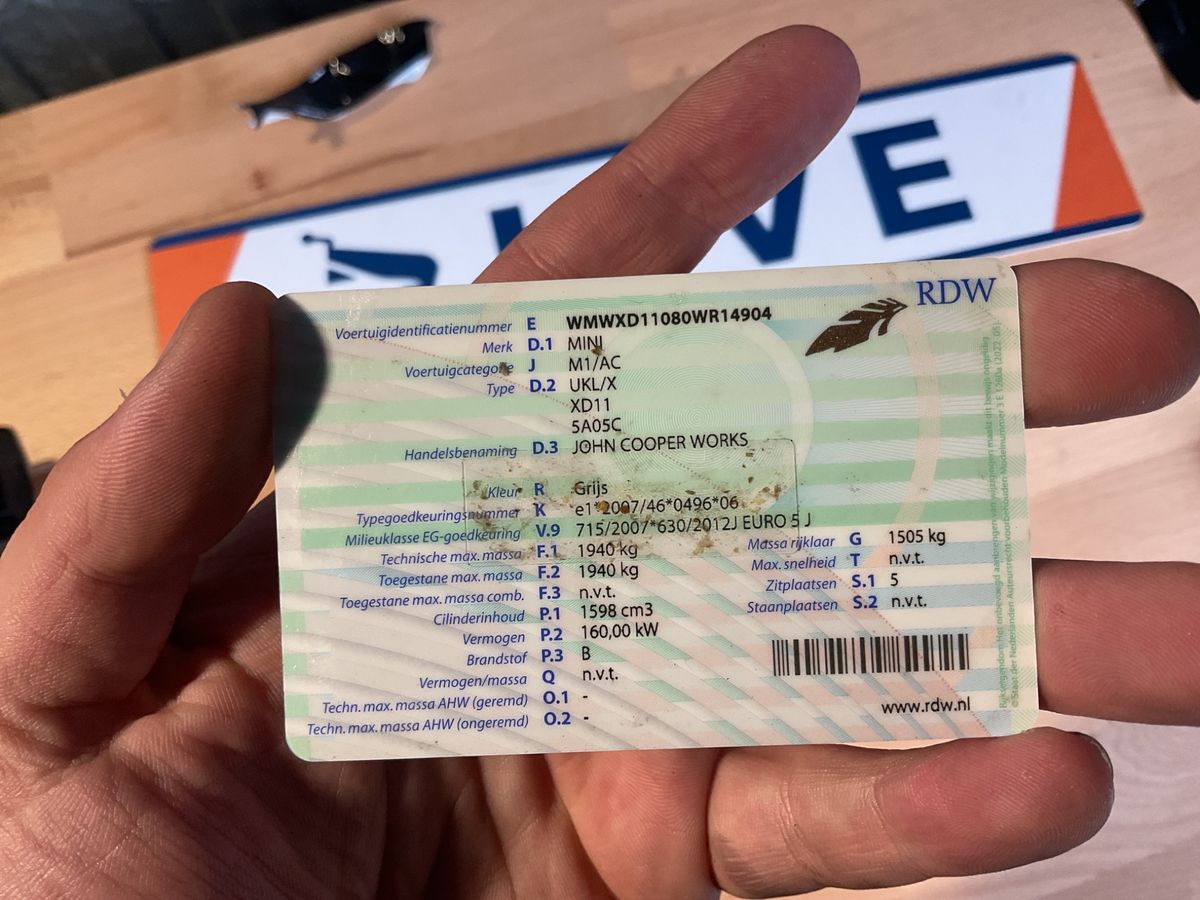 VE
RDW
Voertuigidentificatienummer E WMWXD11080WR14904
Merk D.1 MINI
Voertuigcategorie J M1/AC
Type D.2 UKL/X
XD11
5A05C
Handelsbenaming D.3 JOHN COOPER WORKS
Kleur R Grijs
Typegoedkeuringsnummer K e1*2007/46*0496*06
Milieuklasse EG-goedkeuring V.9 715/2007*630/2012J EURO 5 J
Technische max. massa F.1 1940 kg
Toegestane max. massa F.2 1940 kg
Toegestane max. massa comb. F.3 n.v.t.
Cilinderinhoud P.1 1598 cm3
Vermogen P.2 160,00 kW
Brandstof P.3 B
Vermogen/massa Q n.v.t.
Techn. max. massa AHW (geremd) O.1 -
Techn. max. massa AHW (ongeremd) O.2 -
Massa rijklaar G 1505 kg
Max. snelheid T n.v.t.
Zitplaatsen S.1 5
Staanplaatsen S.2 n.v.t.
www.rdw.nl